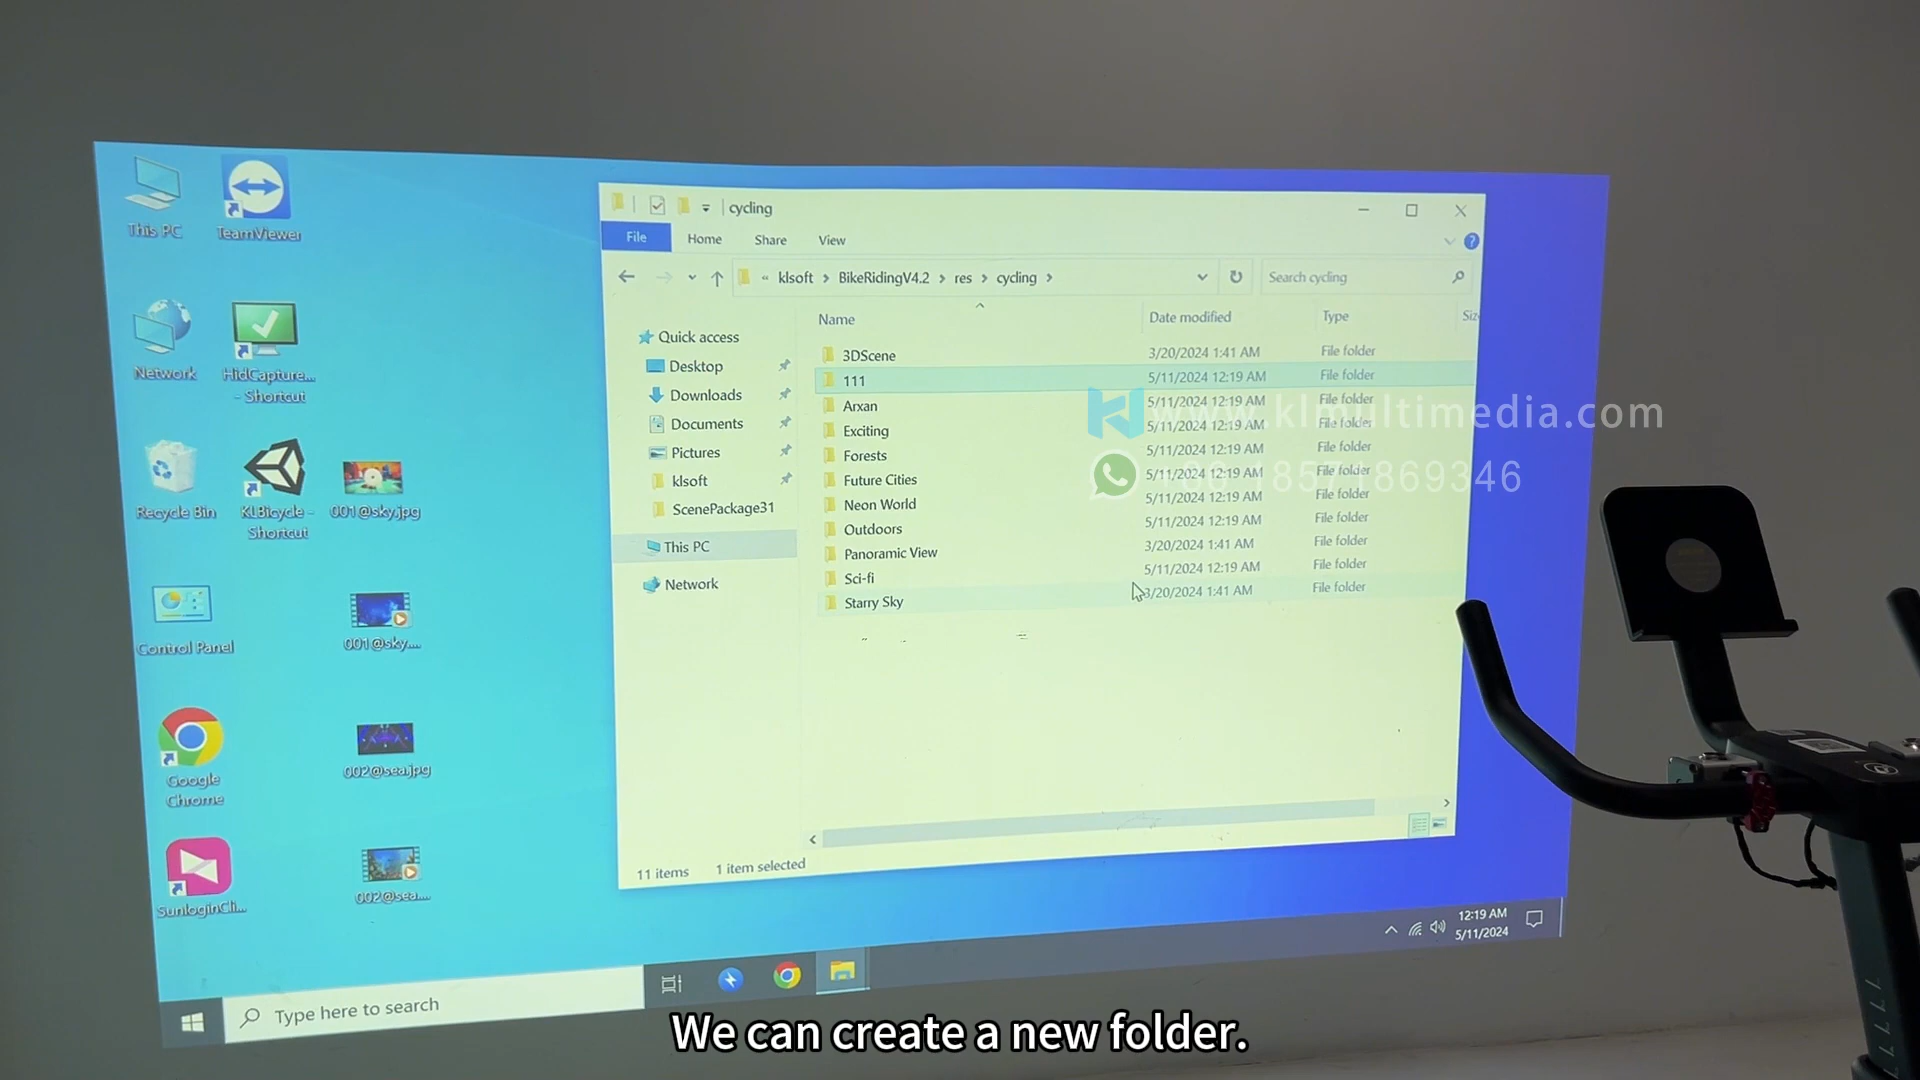 This PC
TeamViewer
Network
HidCapture...
- Shortcut
Recycle Bin
KLBicycle -
Shortcut
001@sky.jpg
Control Panel
001@sky....
Google
Chrome
002@sea.jpg
SunloginCli...
002@sea....
cycling
File
Home
Share
View
« klsoft > BikeRidingV4.2 > res > cycling >
Search cycling
Quick access
Desktop
Downloads
Documents
Pictures
klsoft
ScenePackage31
This PC
Network
Name Date modified Type Siz
3DScene 3/20/2024 1:41 AM File folder
111 5/11/2024 12:19 AM File folder
Arxan 5/11/2024 12:19 AM File folder
Exciting 5/11/2024 12:19 AM File folder
Forests 5/11/2024 12:19 AM File folder
Future Cities 5/11/2024 12:19 AM File folder
Neon World 5/11/2024 12:19 AM File folder
Outdoors 5/11/2024 12:19 AM File folder
Panoramic View 3/20/2024 1:41 AM File folder
Sci-fi 5/11/2024 12:19 AM File folder
Starry Sky 3/20/2024 1:41 AM File folder
www.klmultimedia.com
+86 18571869346
11 items 1 item selected
12:19 AM
5/11/2024
Type here to search
We can create a new folder.